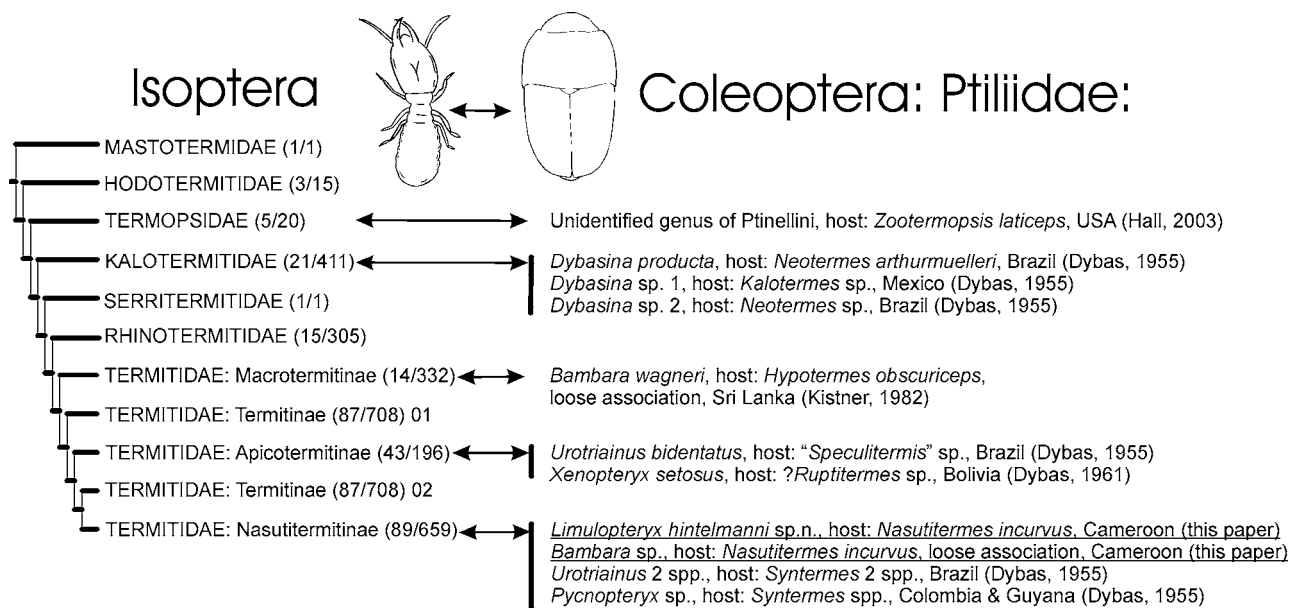 Isoptera
Coleoptera: Ptiliidae:
MASTOTERMIDAE (1/1)
HODOTERMITIDAE (3/15)
TERMOPSIDAE (5/20)
Unidentified genus of Ptinellini, host: Zootermopsis laticeps, USA (Hall, 2003)
KALOTERMITIDAE (21/411)
Dybasina producta, host: Neotermes arthurmuelleri, Brazil (Dybas, 1955)
Dybasina sp. 1, host: Kalotermes sp., Mexico (Dybas, 1955)
Dybasina sp. 2, host: Neotermes sp., Brazil (Dybas, 1955)
SERRITERMITIDAE (1/1)
RHINOTERMITIDAE (15/305)
TERMITIDAE: Macrotermitinae (14/332)
Bambara wagneri, host: Hypotermes obscuriceps,
loose association, Sri Lanka (Kistner, 1982)
TERMITIDAE: Termitinae (87/708) 01
TERMITIDAE: Apicotermitinae (43/196)
Urotriainus bidentatus, host: “Speculitermis” sp., Brazil (Dybas, 1955)
Xenopteryx setosus, host: ?Ruptitermes sp., Bolivia (Dybas, 1961)
TERMITIDAE: Termitinae (87/708) 02
TERMITIDAE: Nasutitermitinae (89/659)
Limulopteryx hintelmanni sp.n., host: Nasutitermes incurvus, Cameroon (this paper)
Bambara sp., host: Nasutitermes incurvus, loose association, Cameroon (this paper)
Urotriainus 2 spp., host: Syntermes 2 spp., Brazil (Dybas, 1955)
Pycnopteryx sp., host: Syntermes spp., Colombia & Guyana (Dybas, 1955)